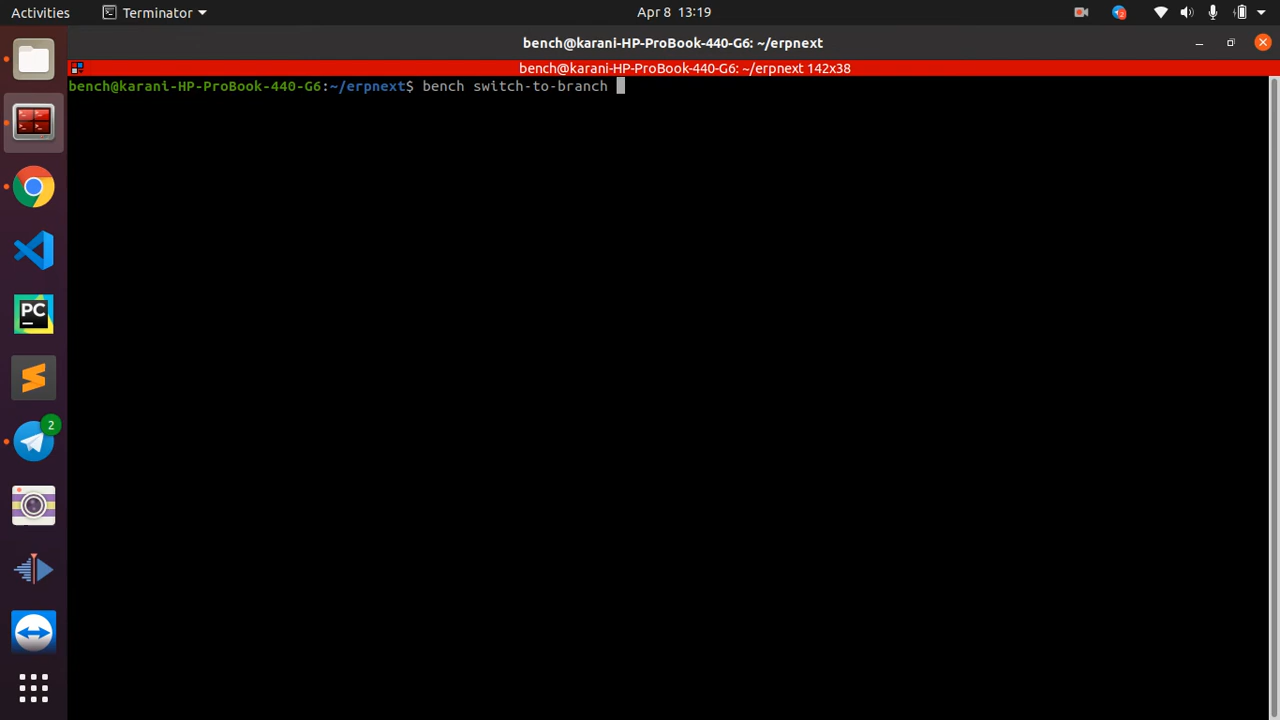 Activities
Terminator
Apr 8 13:19
2
bench@karani-HP-ProBook-440-G6: ~/erpnext
bench@karani-HP-ProBook-440-G6: ~/erpnext 142x38
bench@karani-HP-ProBook-440-G6:~/erpnext$ bench switch-to-branch
PC
2